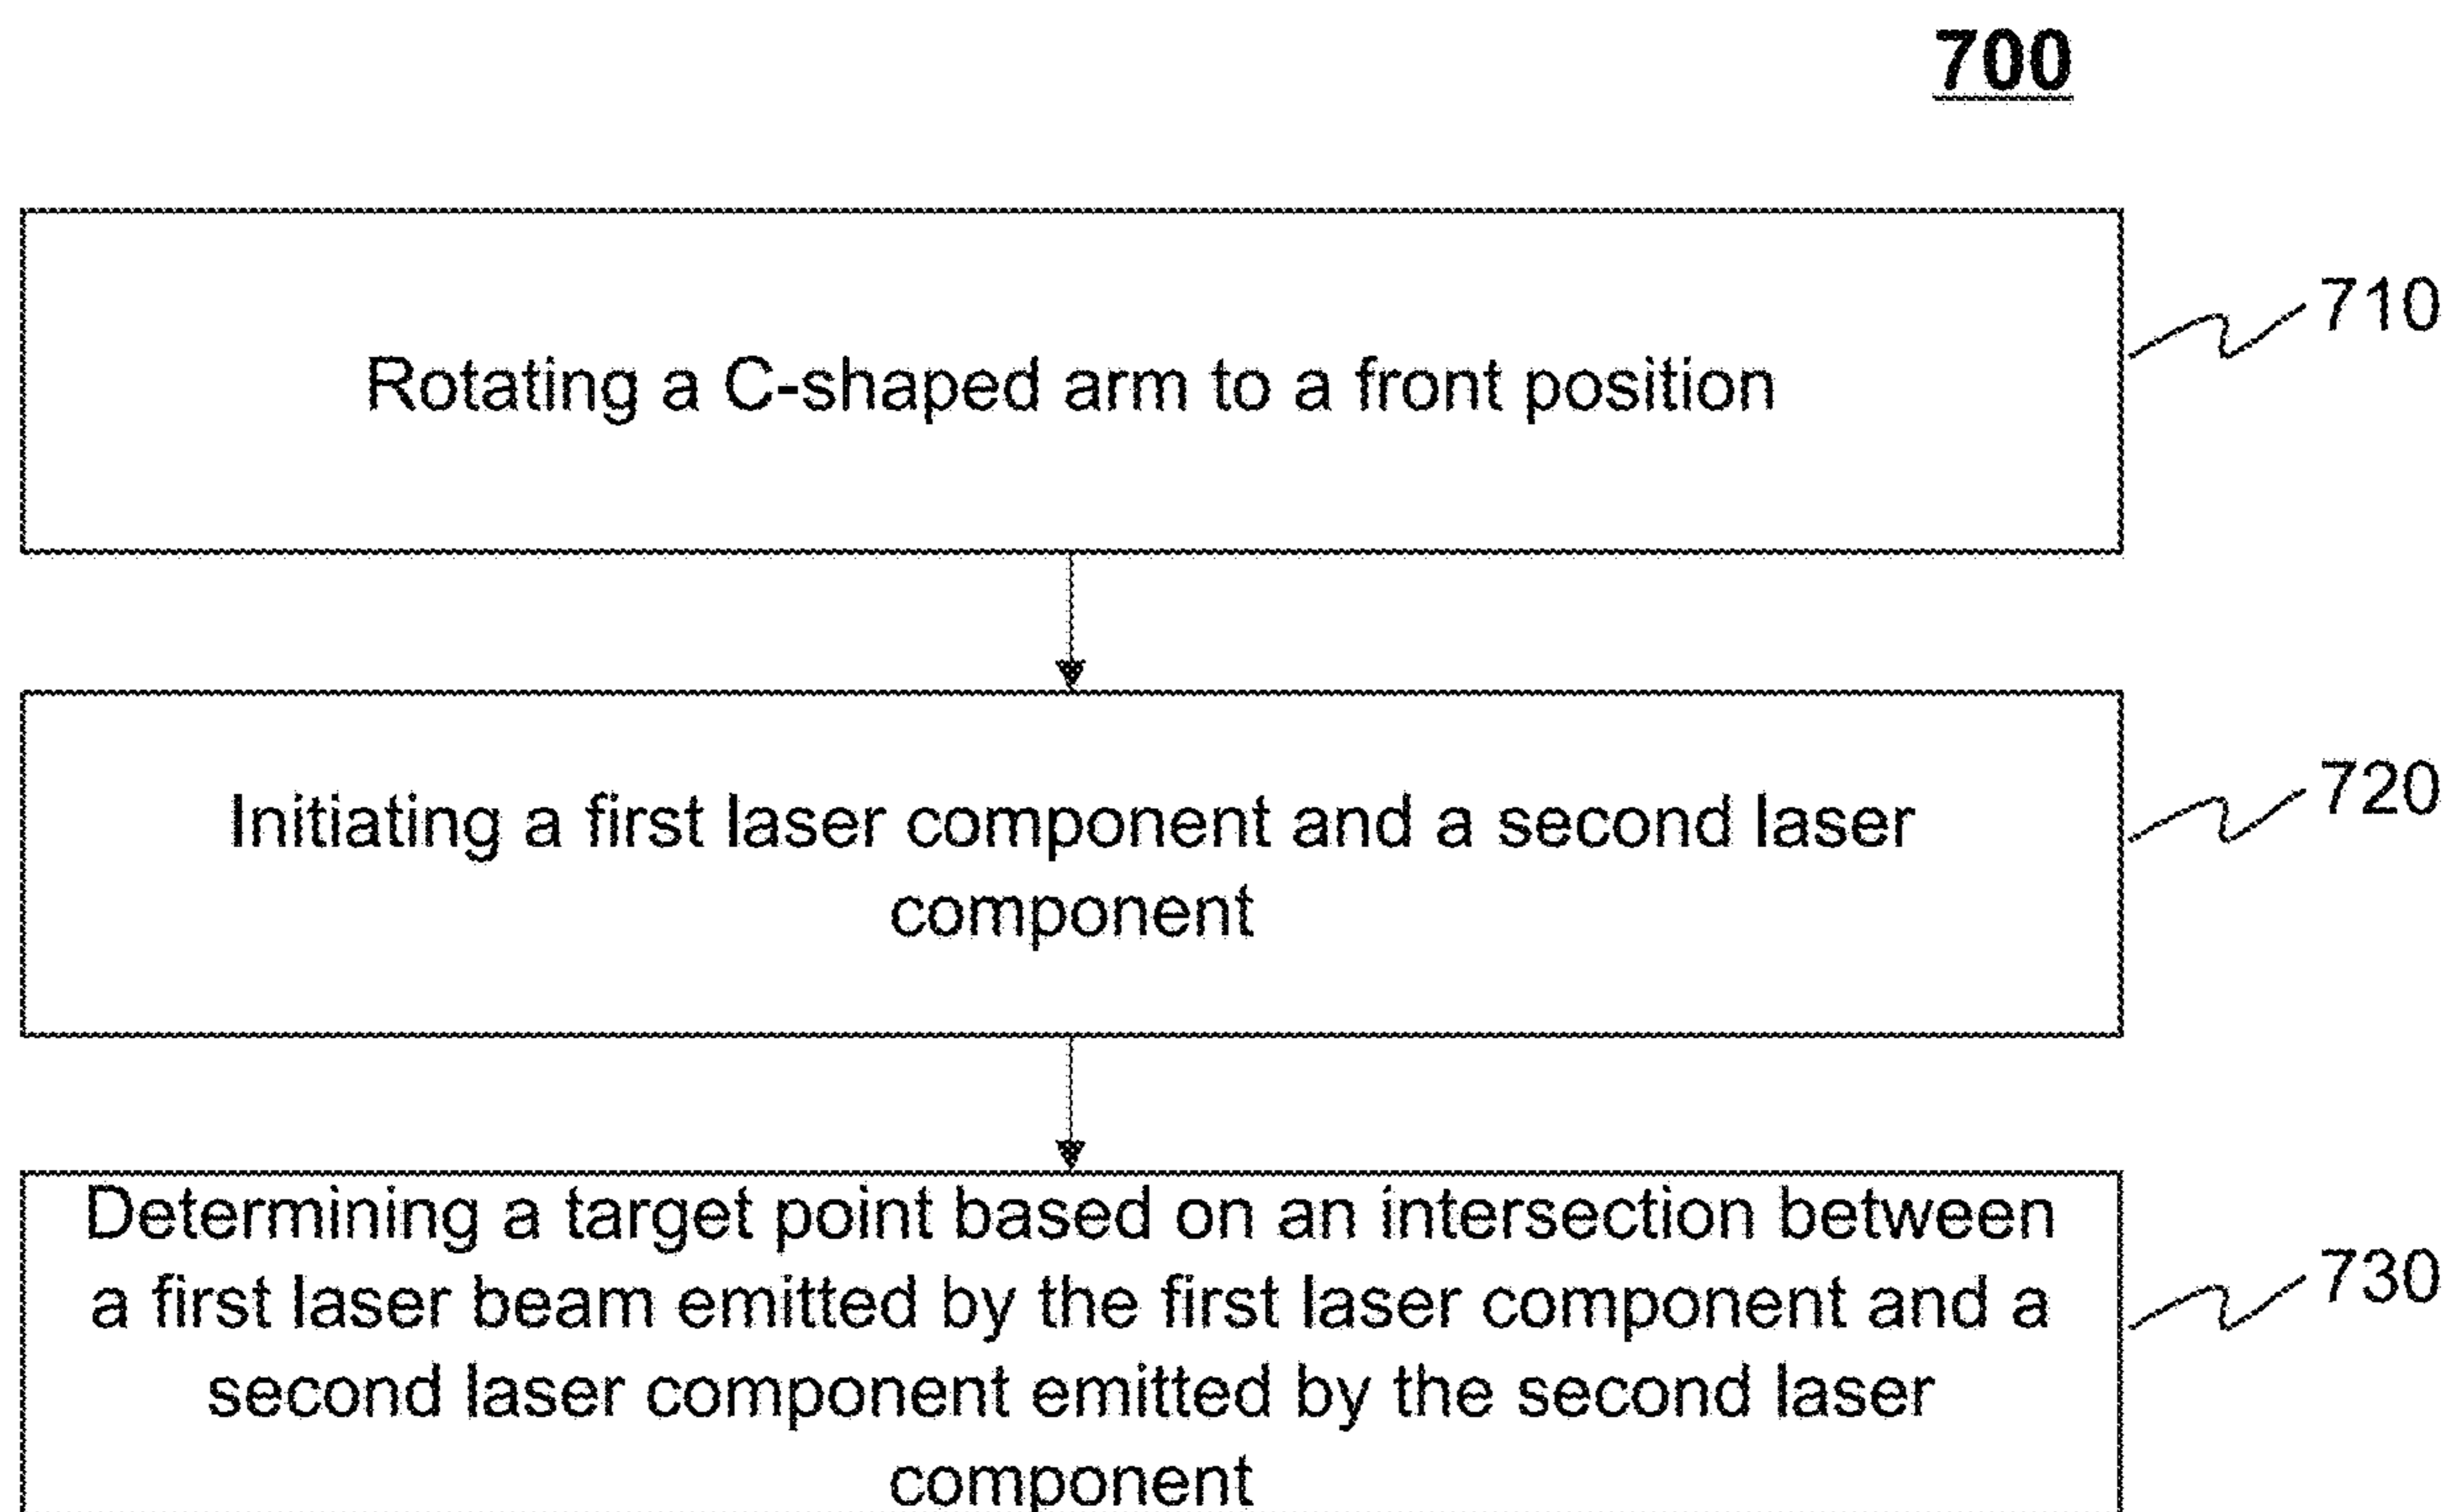 700
Rotating a C-shaped arm to a front position
710
Initiating a first laser component and a second laser
component
720
Determining a target point based on an intersection between
a first laser beam emitted by the first laser component and a
second laser component emitted by the second laser
component
730